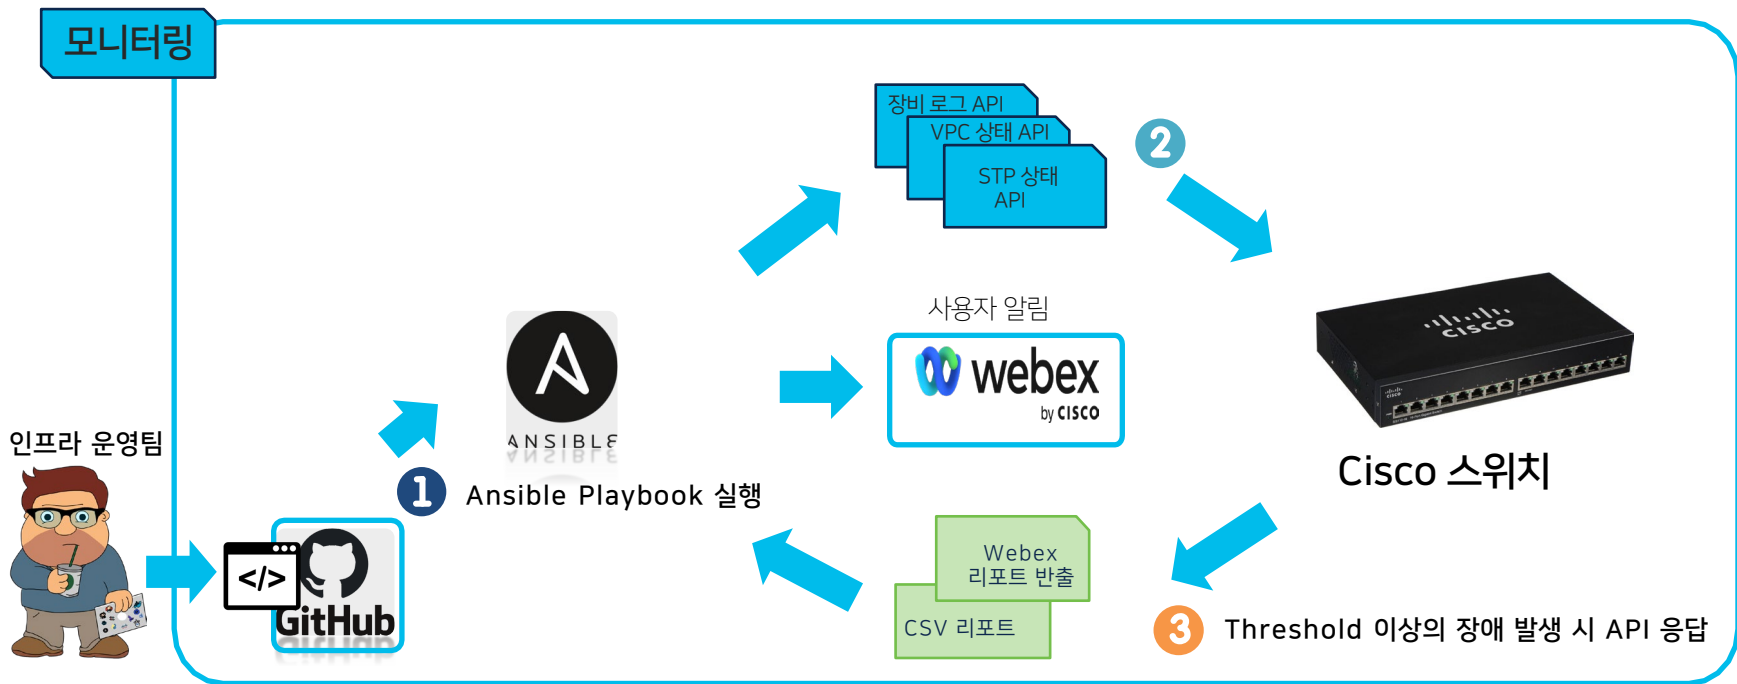 모니터링
장비 로그 API
VPC 상태 API
STP 상태
API
2
사용자 알림
webex
by CISCO
CISCO
ANSIBLE
인프라 운영팀
1
Ansible Playbook 실행
Cisco 스위치
</>
GitHub
Webex
리포트 반출
CSV 리포트
3
Threshold 이상의 장애 발생 시 API 응답